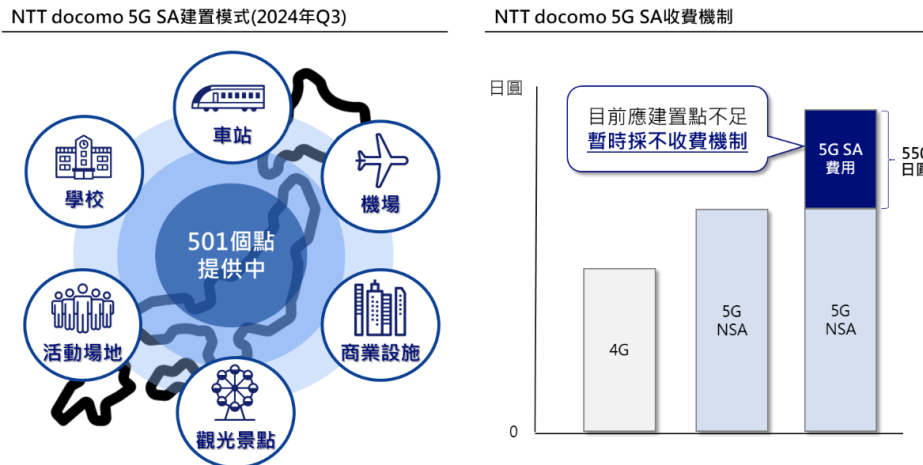 NTT docomo 5G SA建置模式(2024年Q3)
車站
學校
機場
501個點
提供中
活動場地
商業設施
觀光景點
NTT docomo 5G SA收費機制
日圓
目前應建置點不足
暫時採不收費機制
5G SA
費用
550
日圓
5G
NSA
5G
NSA
4G
0